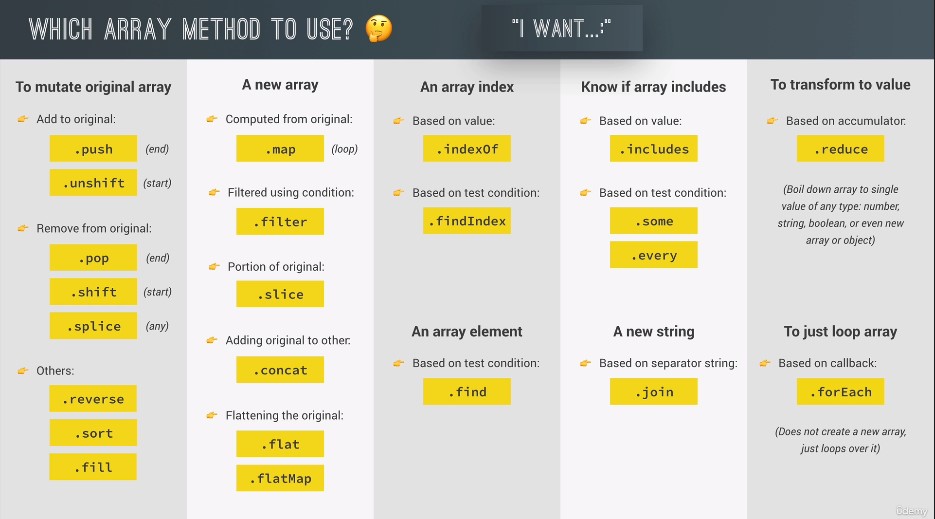 WHICH ARRAY METHOD TO USE? 🤔
"I WANT...:"
To mutate original array
👉 Add to original:
.push (end)
.unshift (start)
👉 Remove from original:
.pop (end)
.shift (start)
.splice (any)
👉 Others:
.reverse
.sort
.fill
A new array
👉 Computed from original:
.map (loop)
👉 Filtered using condition:
.filter
👉 Portion of original:
.slice
👉 Adding original to other:
.concat
👉 Flattening the original:
.flat
.flatMap
An array index
👉 Based on value:
.indexOf
👉 Based on test condition:
.findIndex
An array element
👉 Based on test condition:
.find
Know if array includes
👉 Based on value:
.includes
👉 Based on test condition:
.some
.every
A new string
👉 Based on separator string:
.join
To transform to value
👉 Based on accumulator:
.reduce
(Boil down array to single
value of any type: number,
string, boolean, or even new
array or object)
To just loop array
👉 Based on callback:
.forEach
(Does not create a new array,
just loops over it)
Udemy